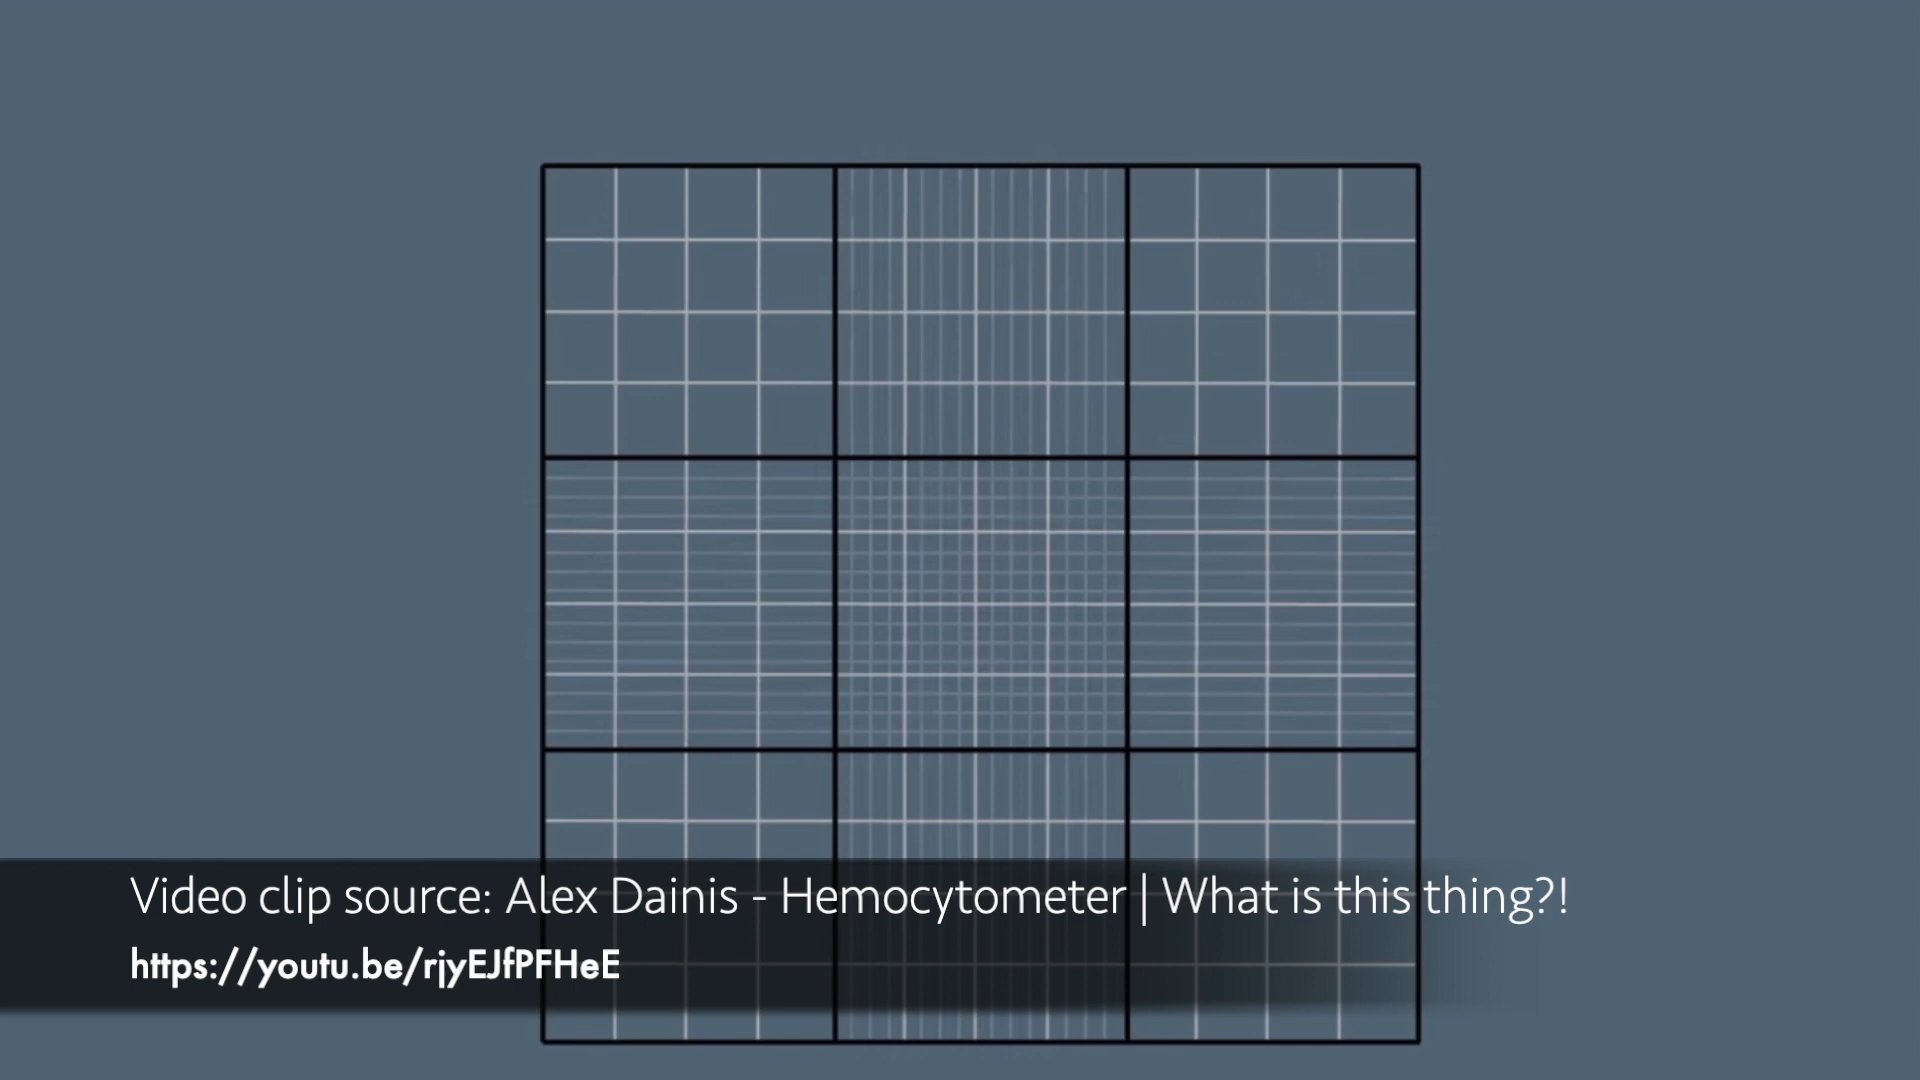 Video clip source: Alex Dainis - Hemocytometer | What is this thing?!
https://youtu.be/rjyEJfPFHeE